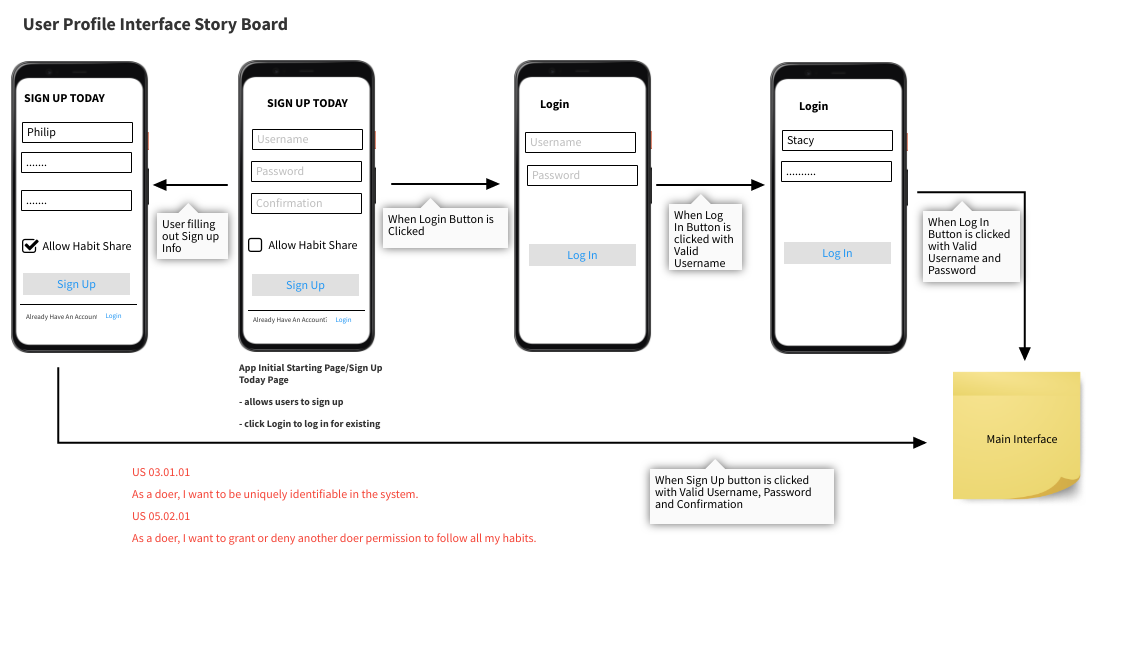 User Profile Interface Story Board
SIGN UP TODAY
Philip
.......
.......
Allow Habit Share
Sign Up
Already Have An Account
Login
User filling
out Sign up
Info
SIGN UP TODAY
Username
Password
Confirmation
Allow Habit Share
Sign Up
Already Have An Account?
Login
App Initial Starting Page/Sign Up
Today Page
- allows users to sign up
- click Login to log in for existing
When Login Button is
Clicked
Login
Username
Password
Log In
When Log
In Button is
clicked with
Valid
Username
Login
Stacy
..........
Log In
When Log In
Button is clicked
with Valid
Username and
Password
Main Interface
When Sign Up button is clicked
with Valid Username, Password
and Confirmation
US 03.01.01
As a doer, I want to be uniquely identifiable in the system.
US 05.02.01
As a doer, I want to grant or deny another doer permission to follow all my habits.